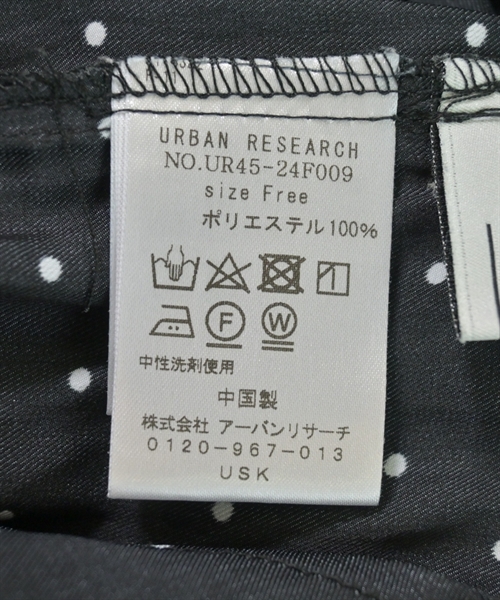 URBAN RESEARCH
NO.UR45-24F009
size Free
ポリエステル100%
F W
中性洗剤使用
中国製
株式会社 アーバンリサーチ
0120-967-013
USK